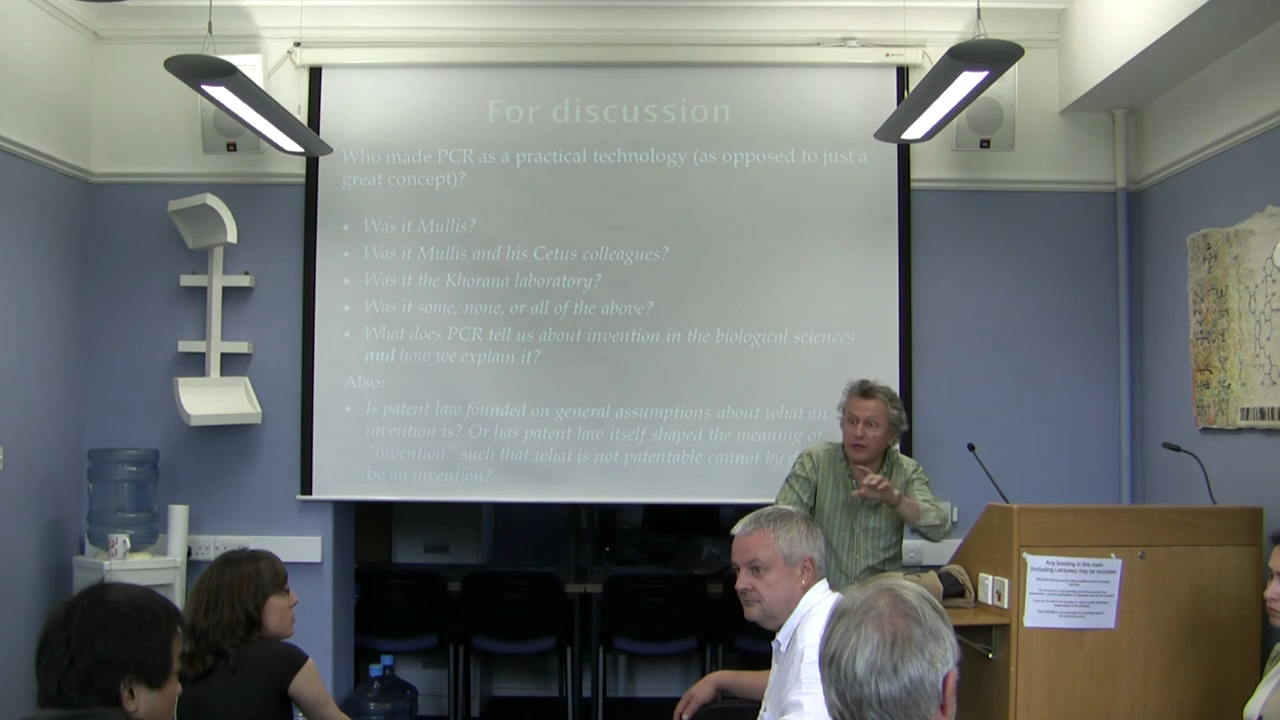 For discussion
Who made PCR as a practical technology (as opposed to just a
great concept)?
• Was it Mullis?
• Was it Mullis and his Cetus colleagues?
• Was it the Khorana laboratory?
• Was it some, none, or all of the above?
• What does PCR tell us about invention in the biological sciences
and how we explain it?
Also:
• Is patent law founded on general assumptions about what an
invention is? Or has patent law itself shaped the meaning of
"invention" such that what is not patentable cannot by
be an invention?
Any booking in this room
(including Lectures) may be recorded